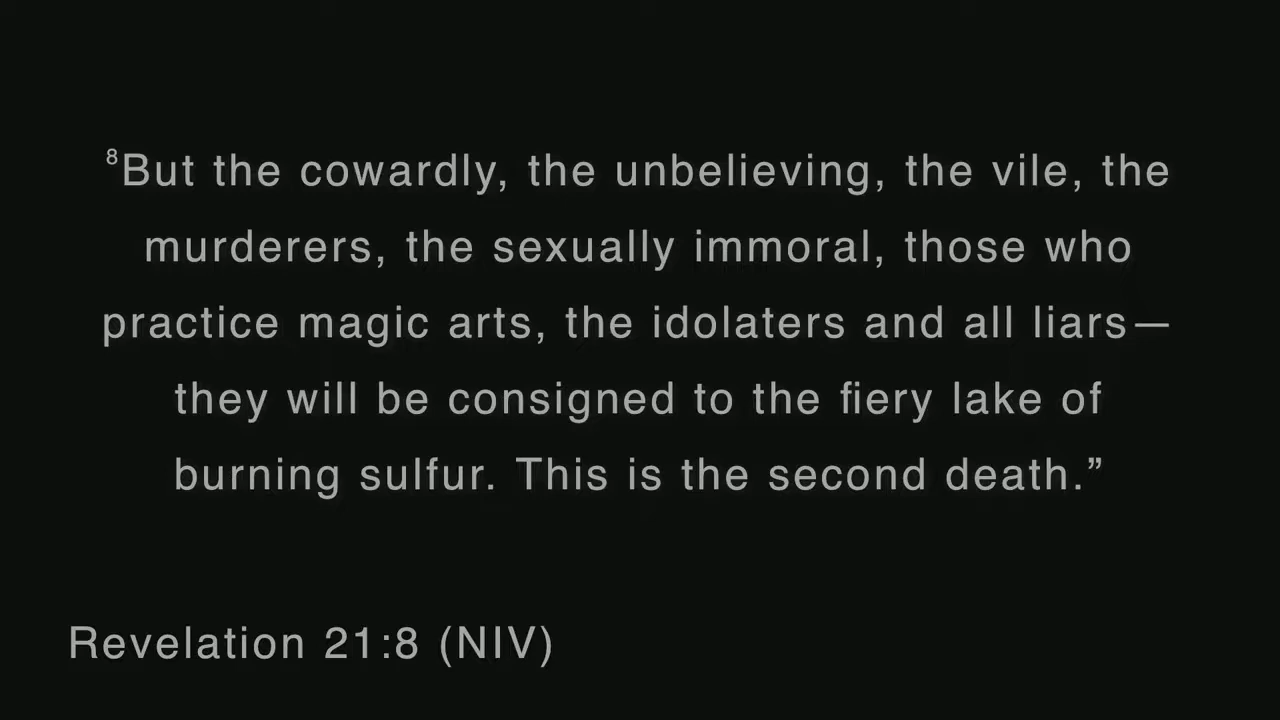 ⁸But the cowardly, the unbelieving, the vile, the
murderers, the sexually immoral, those who
practice magic arts, the idolaters and all liars—
they will be consigned to the fiery lake of
burning sulfur. This is the second death.”
Revelation 21:8 (NIV)